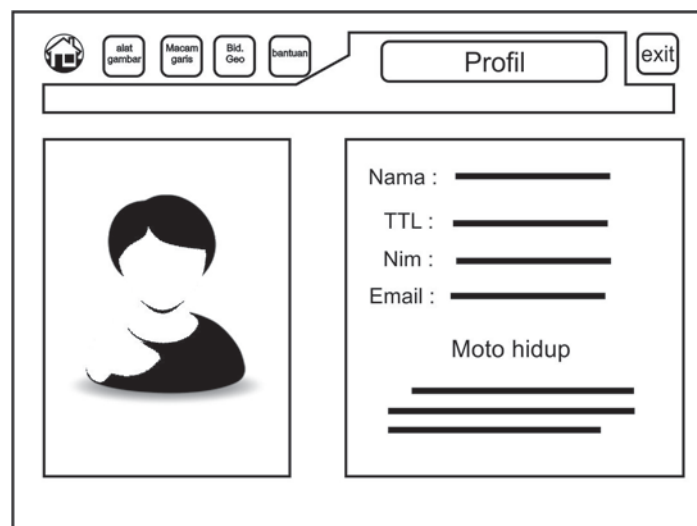 alat
gambar
Macam
garis
Bid.
Geo
bantuan
Profil
exit
Nama :
TTL :
Nim :
Email :
Moto hidup